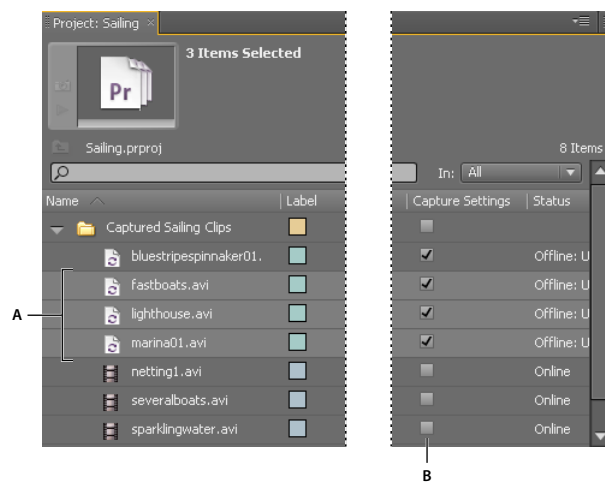 Project: Sailing ×
3 Items Selected
Pr
Sailing.prproj
8 Items
In: All
Name Label Capture Settings Status
Captured Sailing Clips
bluestripespinnaker01. Offline: U
fastboats.avi Offline: U
A
lighthouse.avi Offline: U
marina01.avi Offline: U
netting1.avi Online
severalboats.avi Online
sparklingwater.avi Online
B